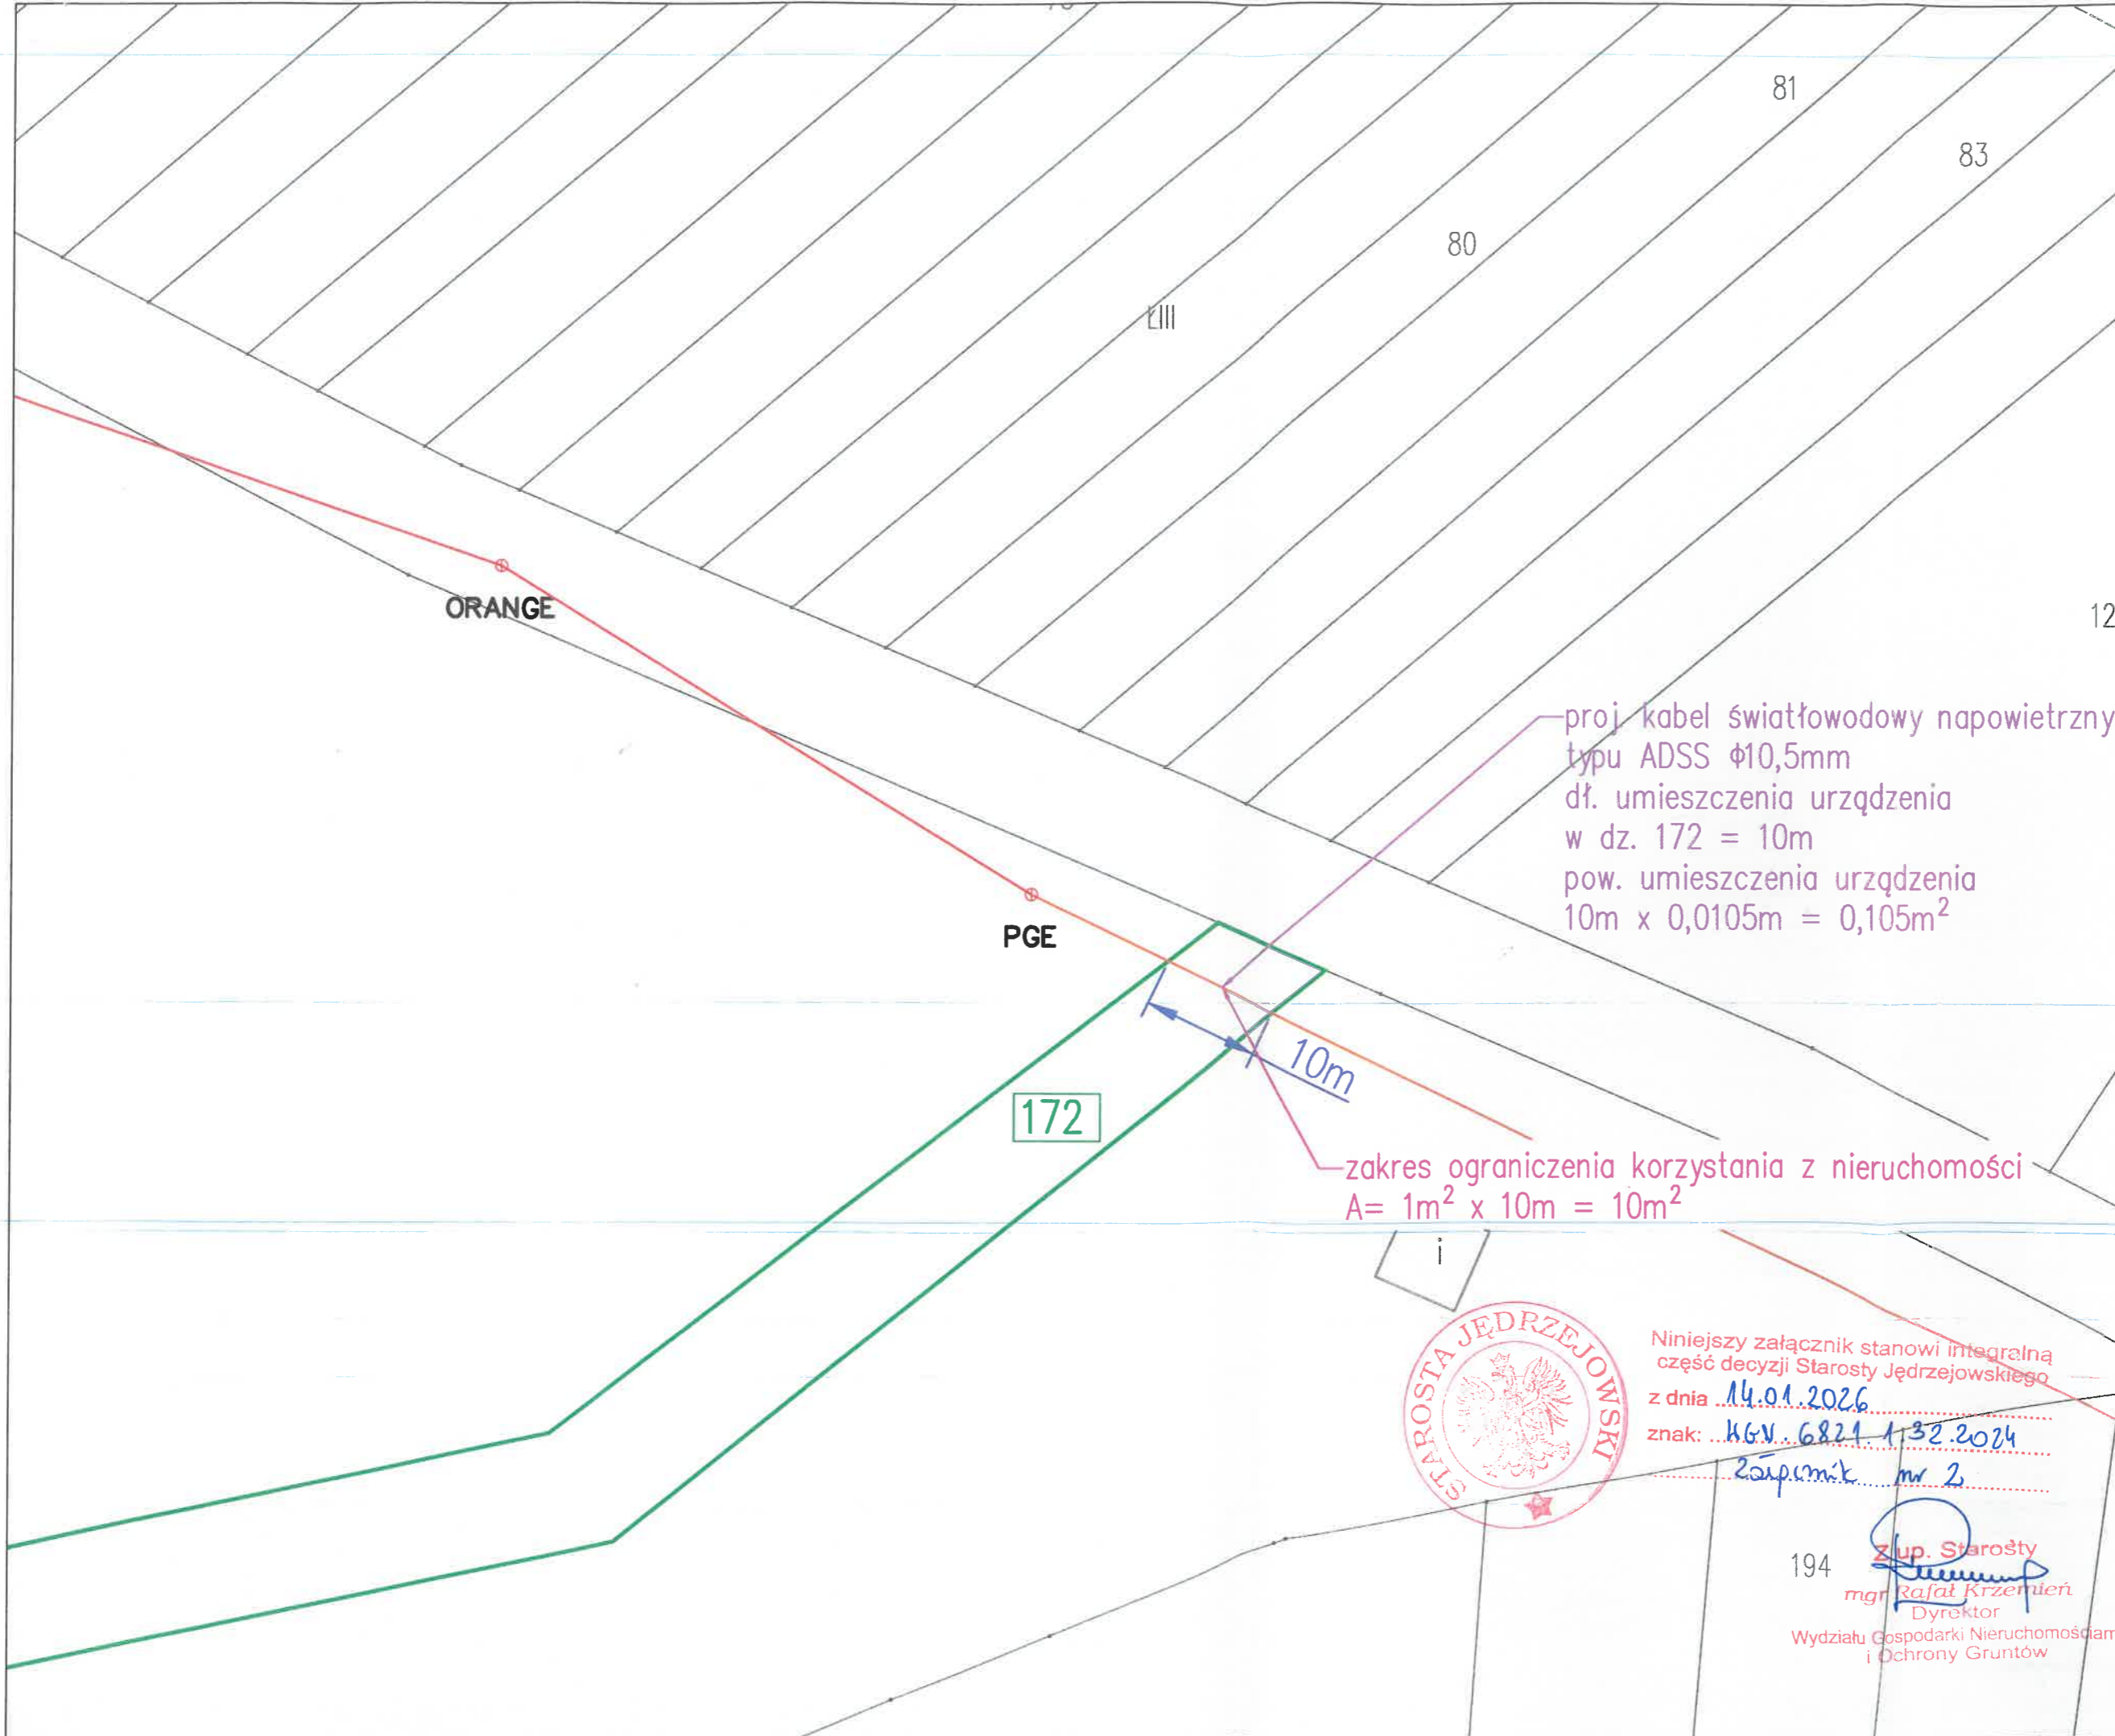 81
83
80
ŁIII
12
ORANGE
proj kabel światłowodowy napowietrzny
typu ADSS ϕ10,5mm
dł. umieszczenia urządzenia
w dz. 172 = 10m
pow. umieszczenia urządzenia
10m x 0,0105m = 0,105m²
PGE
10m
172
zakres ograniczenia korzystania z nieruchomości
A= 1m² x 10m = 10m²
i
STAROSTA JĘDRZEJOWSKI
Niniejszy załącznik stanowi integralną
część decyzji Starosty Jędrzejowskiego
z dnia 14.01.2026
znak: 6821.1.32.2024
nr 2
194
Z up. Starosty
mgr Rafał Krzemień
Dyrektor
Wydziału Gospodarki Nieruchomościam
i Ochrony Gruntów